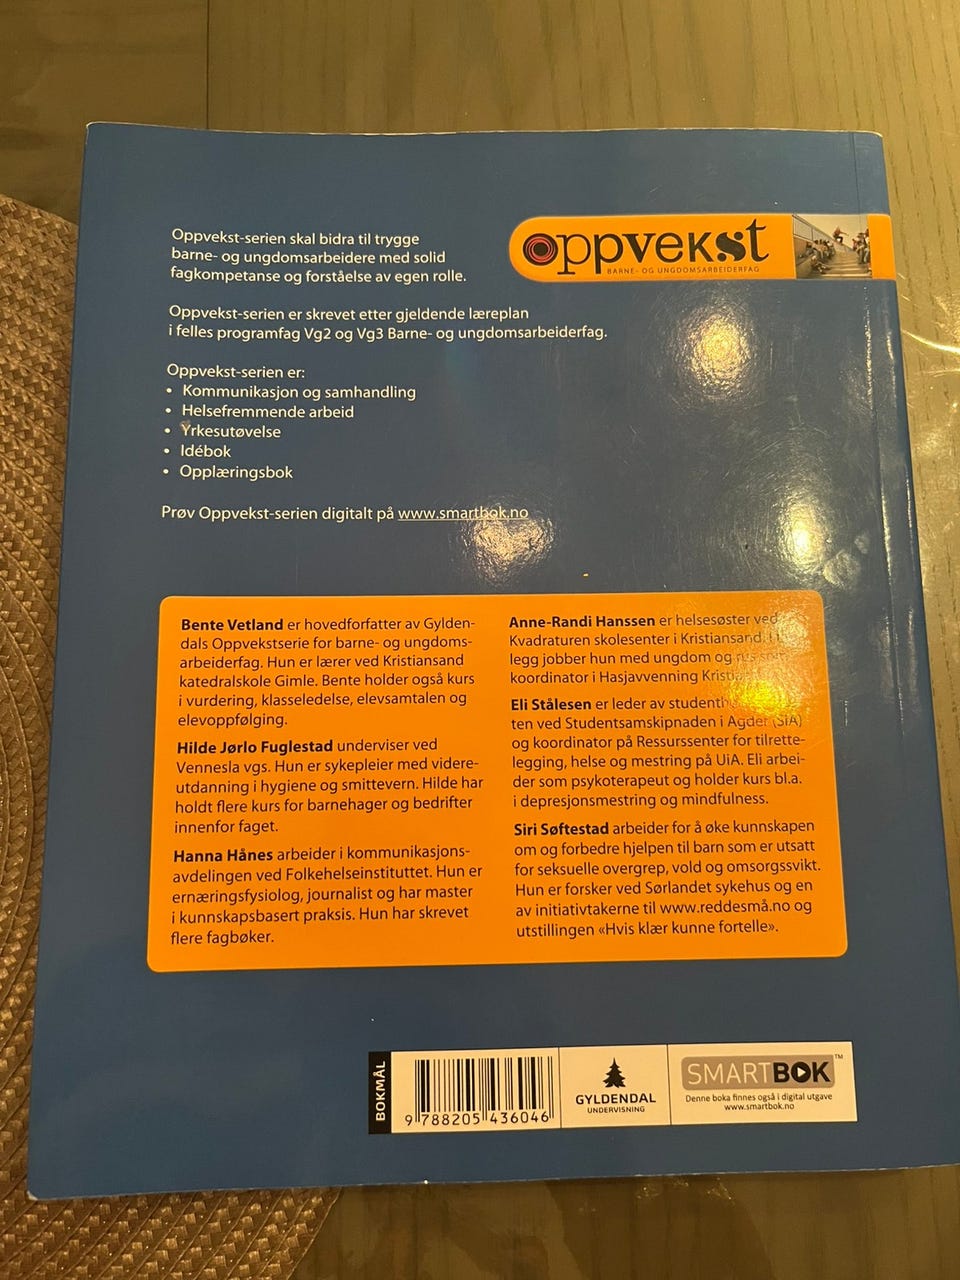 Oppvekst-serien skal bidra til trygge
barne- og ungdomsarbeidere med solid
fagkompetanse og forståelse av egen rolle.
oppvekst
BARNE- OG UNGDOMSARBEIDERFAG
Oppvekst-serien er skrevet etter gjeldende læreplan
i felles programfag Vg2 og Vg3 Barne- og ungdomsarbeiderfag.
Oppvekst-serien er:
• Kommunikasjon og samhandling
• Helsefremmende arbeid
• Yrkesutøvelse
• Idébok
• Opplæringsbok
Prøv Oppvekst-serien digitalt på www.smartbok.no
Bente Vetland er hovedforfatter av Gylden-
dals Oppvekstserie for barne- og ungdoms-
arbeiderfag. Hun er lærer ved Kristiansand
katedralskole Gimle. Bente holder også kurs
i vurdering, klasseledelse, elevsamtalen og
elevoppfølging.
Hilde Jørlo Fuglestad underviser ved
Vennesla vgs. Hun er sykepleier med videre-
utdanning i hygiene og smittevern. Hilde har
holdt flere kurs for barnehager og bedrifter
innenfor faget.
Hanna Hånes arbeider i kommunikasjons-
avdelingen ved Folkehelseinstituttet. Hun er
ernæringsfysiolog, journalist og har master
i kunnskapsbasert praksis. Hun har skrevet
flere fagbøker.
Anne-Randi Hanssen er helsesøster ved
Kvadraturen skolesenter i Kristiansand.
legg jobber hun med ungdom og
koordinator i Hasjavvenning
Eli Stålesen er leder av
ten ved Studentsamskipnaden i Agder (SiA)
og koordinator på Ressurssenter for tilrette-
legging, helse og mestring på UiA. Eli arbei-
der som psykoterapeut og holder kurs bl.a.
i depresjonsmestring og mindfulness.
Siri Søftestad arbeider for å øke kunnskapen
om og forbedre hjelpen til barn som er utsatt
for seksuelle overgrep, vold og omsorgssvikt.
Hun er forsker ved Sørlandet sykehus og en
av initiativtakerne til www.reddesmå.no og
utstillingen «Hvis klær kunne fortelle».
BOKMÅL
9 788205 436046
GYLDENDAL
UNDERVISNING
SMARTBOK™
Denne boka finnes også i digital utgave
www.smartbok.no